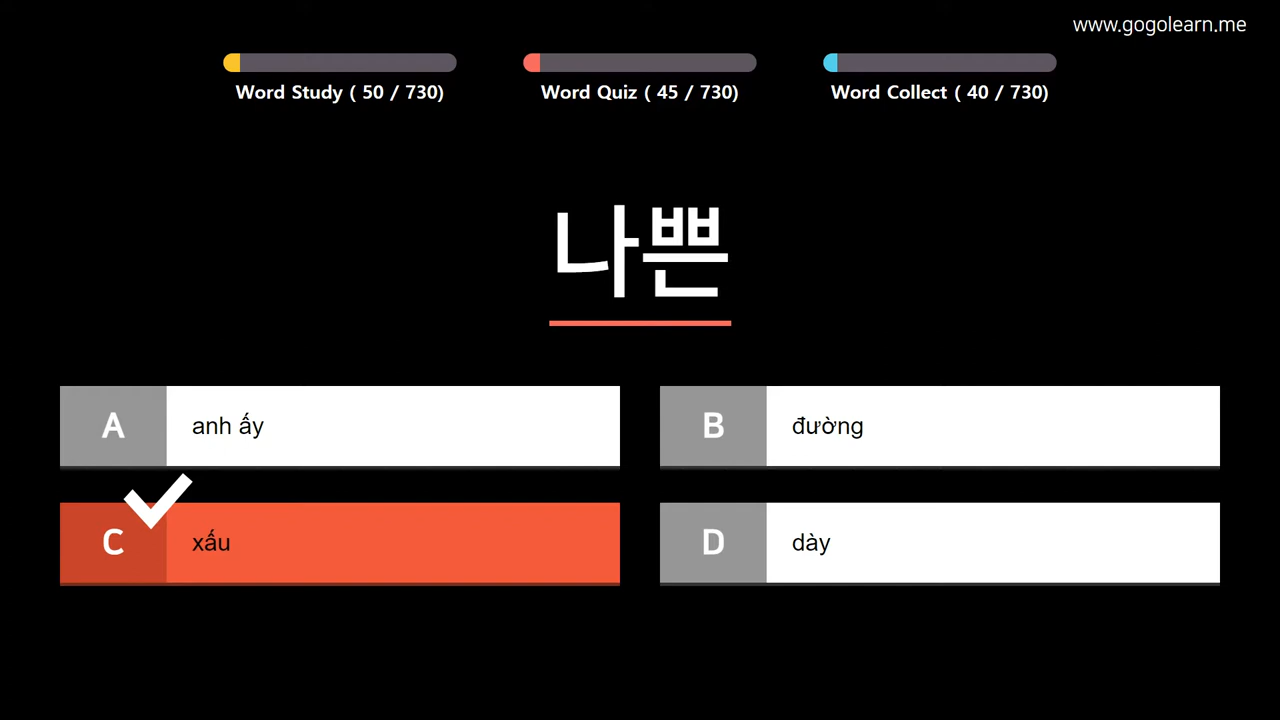 www.gogolearn.me
Word Study ( 50 / 730)
Word Quiz ( 45 / 730)
Word Collect ( 40 / 730)
나쁜
A
anh ấy
B
đường
C
xấu
D
dày